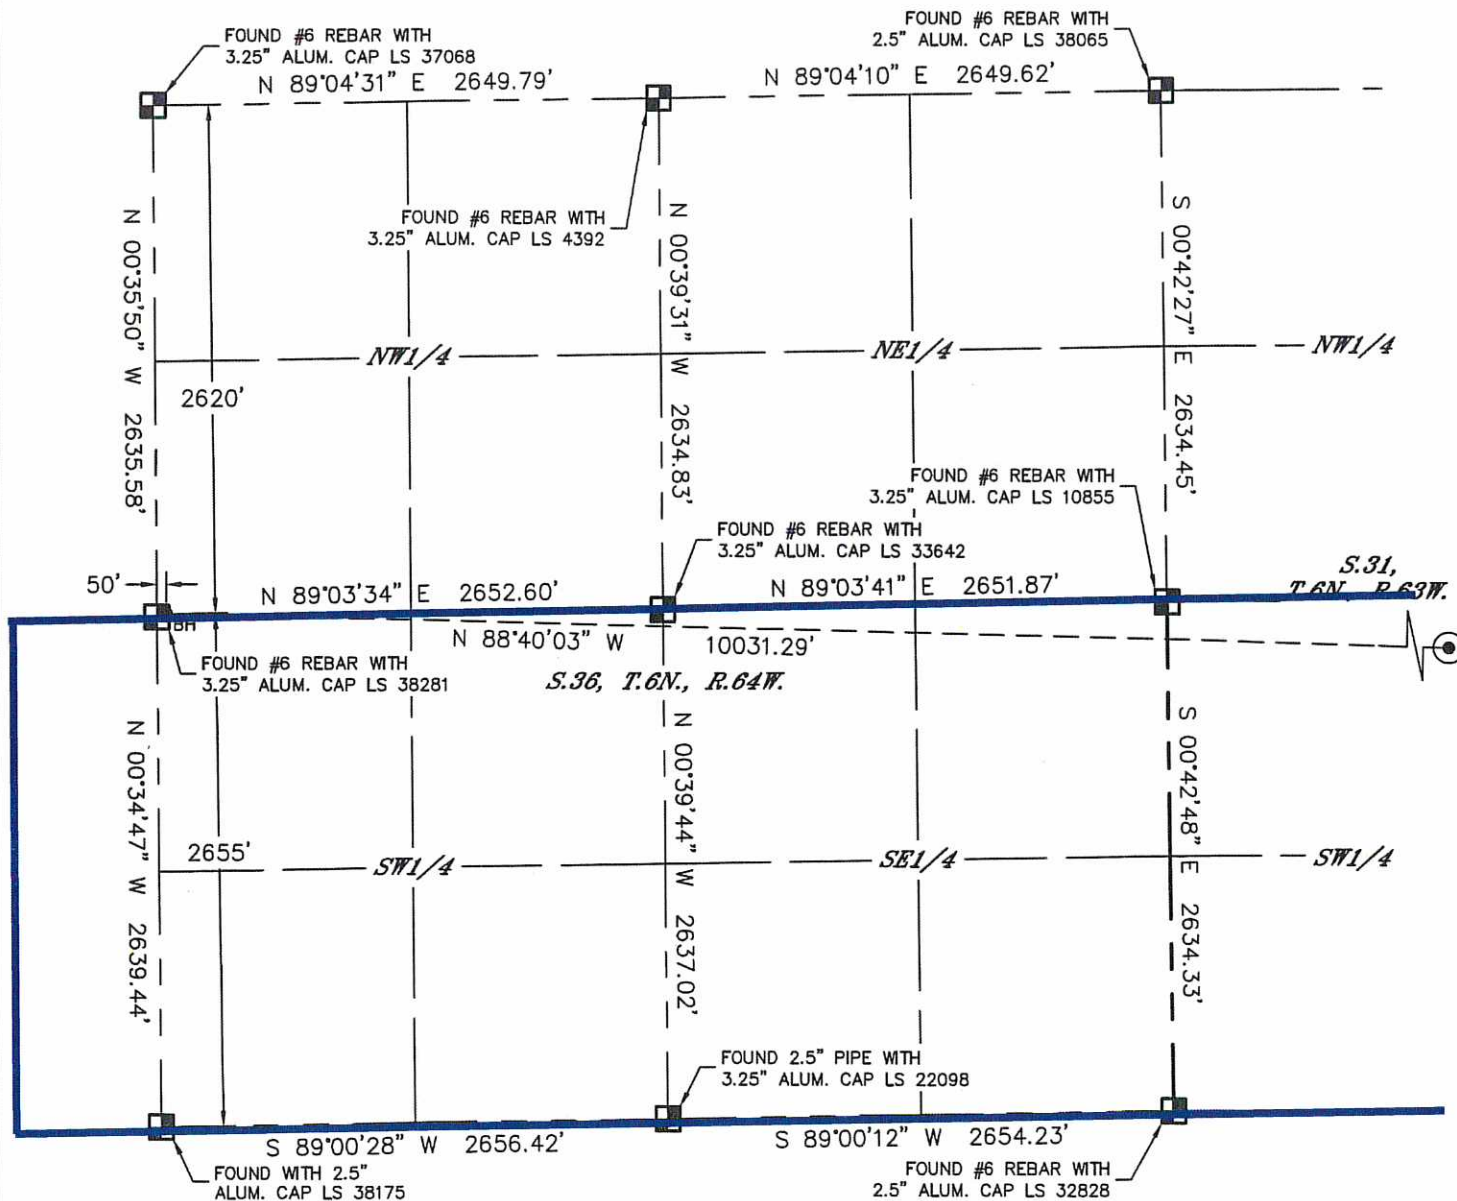 FOUND #6 REBAR WITH
3.25" ALUM. CAP LS 37068
FOUND #6 REBAR WITH
2.5" ALUM. CAP LS 38065
N 89°04'31" E 2649.79'
N 89°04'10" E 2649.62'
FOUND #6 REBAR WITH
3.25" ALUM. CAP LS 4392
N 00°35'50" W 2635.58'
N 00°39'31" W 2634.83'
S 00°42'27" E 2634.45'
NW1/4
NE1/4
NW1/4
2620'
FOUND #6 REBAR WITH
3.25" ALUM. CAP LS 10855
FOUND #6 REBAR WITH
3.25" ALUM. CAP LS 33642
50'
N 89°03'34" E 2652.60'
N 89°03'41" E 2651.87'
S.31,
T.6N., R.63W.
BH
N 88°40'03" W 10031.29'
FOUND #6 REBAR WITH
3.25" ALUM. CAP LS 38281
S.36, T.6N., R.64W.
N 00°34'47" W 2639.44'
N 00°39'44" W 2637.02'
S 00°42'48" E 2634.33'
2655'
SW1/4
SE1/4
SW1/4
FOUND 2.5" PIPE WITH
3.25" ALUM. CAP LS 22098
S 89°00'28" W 2656.42'
S 89°00'12" W 2654.23'
FOUND WITH 2.5"
ALUM. CAP LS 38175
FOUND #6 REBAR WITH
2.5" ALUM. CAP LS 32828